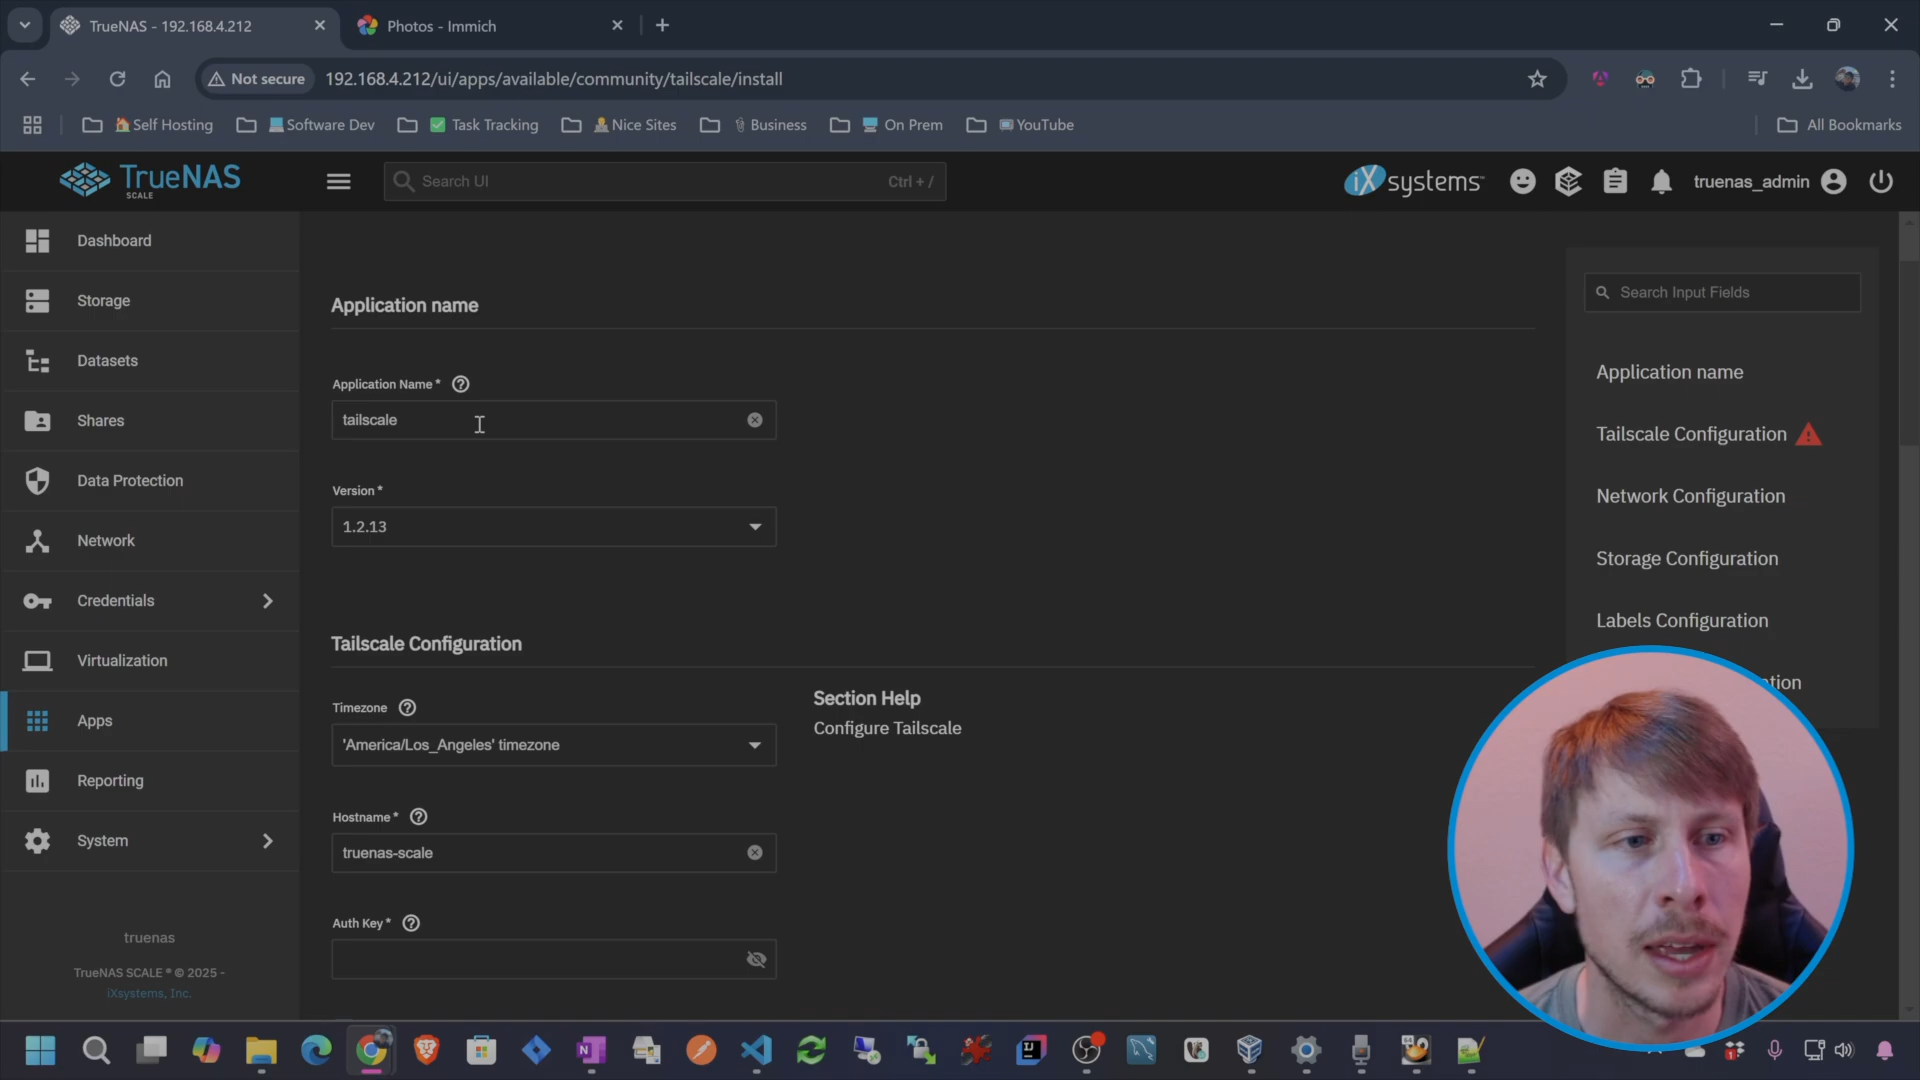 TrueNAS - 192.168.4.212
Photos - Immich
Not secure
192.168.4.212/ui/apps/available/community/tailscale/install
Self Hosting
Software Dev
Task Tracking
Nice Sites
Business
On Prem
YouTube
All Bookmarks
TrueNAS
SCALE
Search UI
Ctrl + /
iXsystems
truenas_admin
Dashboard
Storage
Datasets
Shares
Data Protection
Network
Credentials
Virtualization
Apps
Reporting
System
truenas
TrueNAS SCALE ® © 2025 -
iXsystems, Inc.
Application name
Application Name *
tailscale
Version *
1.2.13
Tailscale Configuration
Timezone
'America/Los_Angeles' timezone
Hostname *
truenas-scale
Auth Key *
Section Help
Configure Tailscale
Search Input Fields
Application name
Tailscale Configuration
Network Configuration
Storage Configuration
Labels Configuration